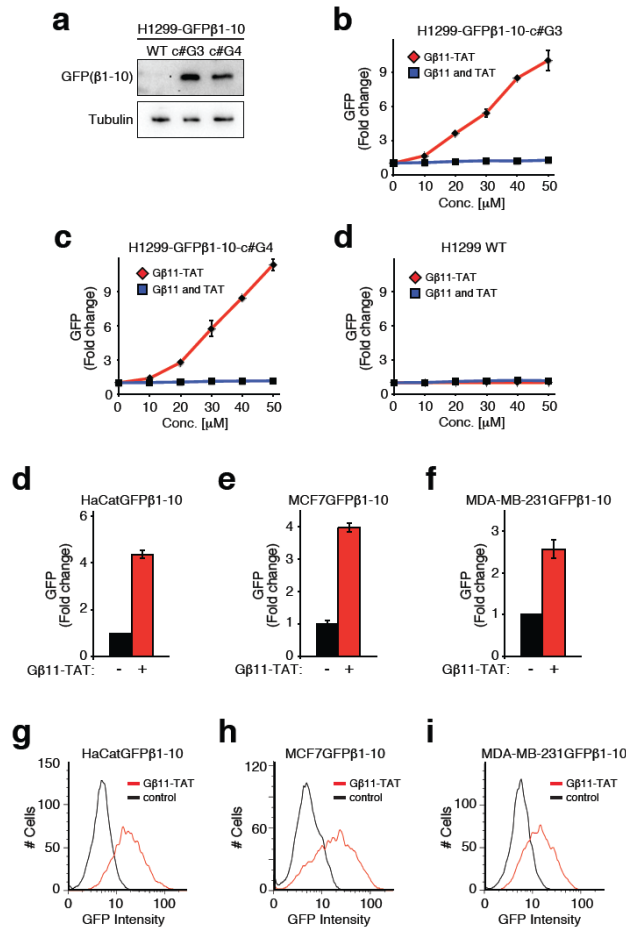 a
H1299-GFPβ1-10
WT c#G3 c#G4
GFP(β1-10)
Tubulin
b
H1299-GFPβ1-10-c#G3
GFP
(Fold change)
9
6
3
0
Gβ11-TAT
Gβ11 and TAT
0 10 20 30 40 50
Conc. [µM]
c
H1299-GFPβ1-10-c#G4
GFP
(Fold change)
9
6
3
0
Gβ11-TAT
Gβ11 and TAT
0 10 20 30 40 50
Conc. [µM]
d
H1299 WT
GFP
(Fold change)
9
6
3
0
Gβ11-TAT
Gβ11 and TAT
0 10 20 30 40 50
Conc. [µM]
d
HaCatGFPβ1-10
GFP
(Fold change)
6
4
2
0
Gβ11-TAT: - +
e
MCF7GFPβ1-10
GFP
(Fold change)
4
3
2
1
0
Gβ11-TAT: - +
f
MDA-MB-231GFPβ1-10
GFP
(Fold change)
3
2
1
0
Gβ11-TAT: - +
g
HaCatGFPβ1-10
# Cells
150
100
50
0
Gβ11-TAT
control
0 10 100
GFP Intensity
h
MCF7GFPβ1-10
# Cells
120
60
30
0
Gβ11-TAT
control
0 10 100
GFP Intensity
i
MDA-MB-231GFPβ1-10
# Cells
150
100
50
0
Gβ11-TAT
control
0 10 100
GFP Intensity